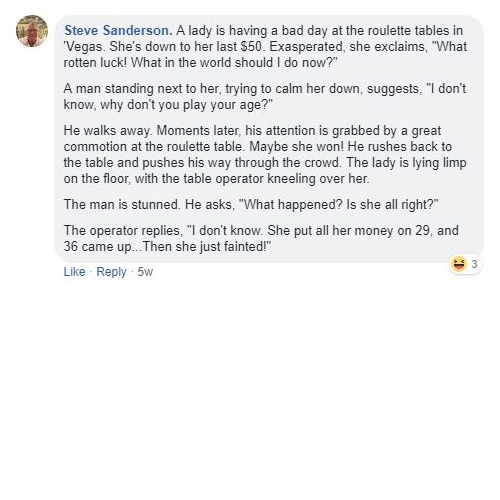 Steve Sanderson. A lady is having a bad day at the roulette tables in
'Vegas. She's down to her last $50. Exasperated, she exclaims, "What
rotten luck! What in the world should I do now?"
A man standing next to her, trying to calm her down, suggests, "I don't
know, why don't you play your age?"
He walks away. Moments later, his attention is grabbed by a great
commotion at the roulette table. Maybe she won! He rushes back to
the table and pushes his way through the crowd. The lady is lying limp
on the floor, with the table operator kneeling over her.
The man is stunned. He asks, "What happened? Is she all right?"
The operator replies, "I don't know. She put all her money on 29, and
36 came up...Then she just fainted!"
3
Like · Reply · 5w